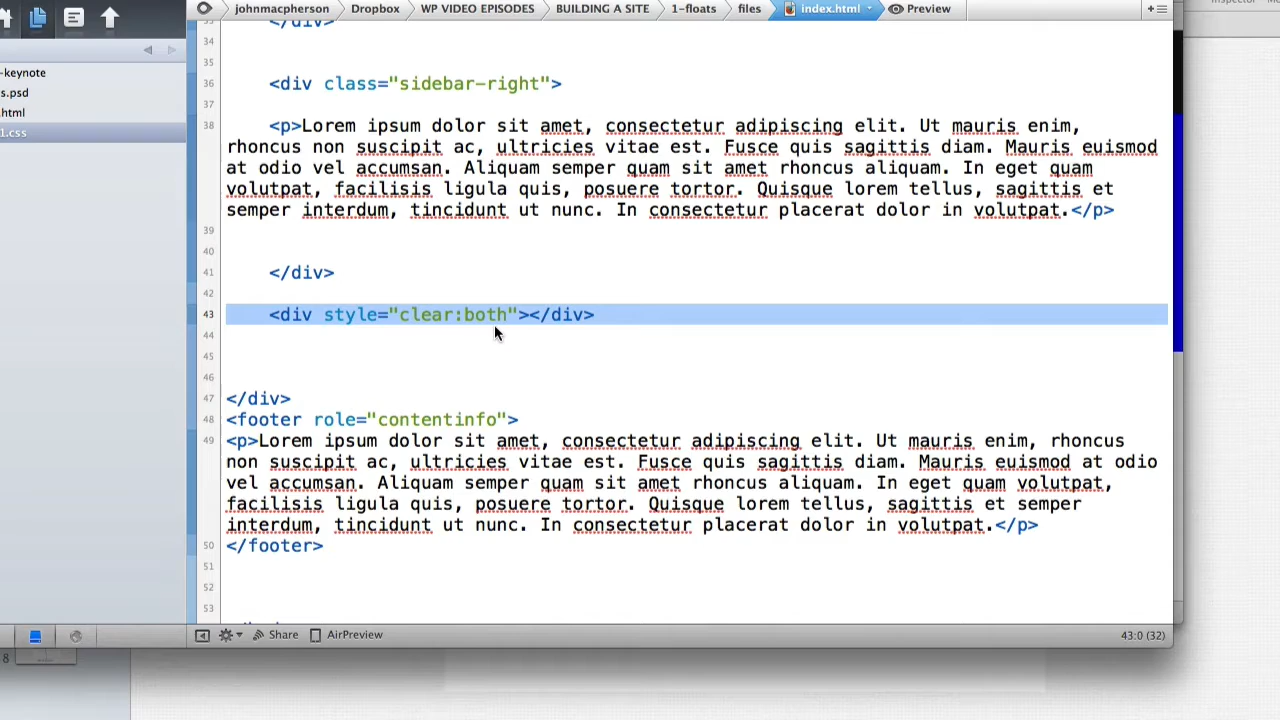 johnmacpherson Dropbox WP VIDEO EPISODES BUILDING A SITE 1-floats files index.html Preview
-keynote
s.psd
.html
1.css
34
35
36 <div class="sidebar-right">
37
38 <p>Lorem ipsum dolor sit amet, consectetur adipiscing elit. Ut mauris enim,
rhoncus non suscipit ac, ultricies vitae est. Fusce quis sagittis diam. Mauris euismod
at odio vel accumsan. Aliquam semper quam sit amet rhoncus aliquam. In eget quam
volutpat, facilisis ligula quis, posuere tortor. Quisque lorem tellus, sagittis et
semper interdum, tincidunt ut nunc. In consectetur placerat dolor in volutpat.</p>
39
40
41 </div>
42
43 <div style="clear:both"></div>
44
45
46
47 </div>
48 <footer role="contentinfo">
49 <p>Lorem ipsum dolor sit amet, consectetur adipiscing elit. Ut mauris enim, rhoncus
non suscipit ac, ultricies vitae est. Fusce quis sagittis diam. Mauris euismod at odio
vel accumsan. Aliquam semper quam sit amet rhoncus aliquam. In eget quam volutpat,
facilisis ligula quis, posuere tortor. Quisque lorem tellus, sagittis et semper
interdum, tincidunt ut nunc. In consectetur placerat dolor in volutpat.</p>
50 </footer>
51
52
53
Share AirPreview 43:0 (32)
8